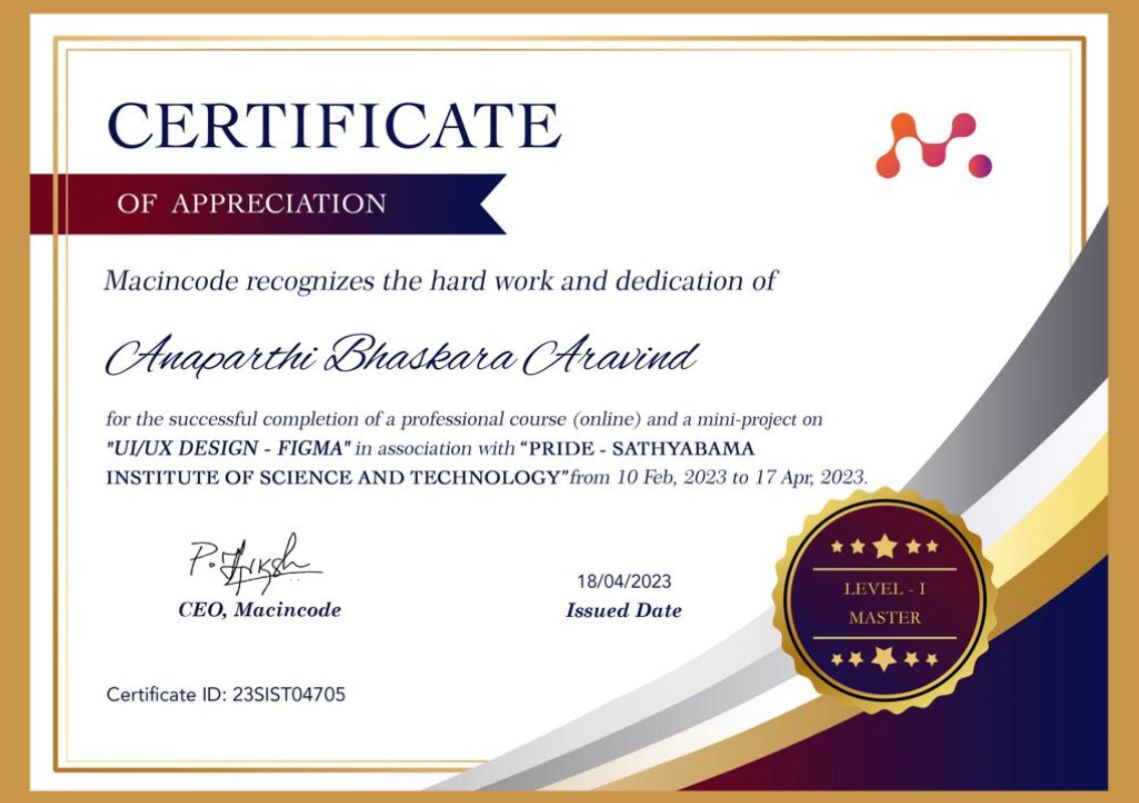 CERTIFICATE
OF APPRECIATION
Macincode recognizes the hard work and dedication of
Anaparthi Bhaskara Aravind
for the successful completion of a professional course (online) and a mini-project on
"UI/UX DESIGN - FIGMA" in association with “PRIDE - SATHYABAMA
INSTITUTE OF SCIENCE AND TECHNOLOGY” from 10 Feb, 2023 to 17 Apr, 2023.
CEO, Macincode
18/04/2023
Issued Date
LEVEL - I
MASTER
Certificate ID: 23SIST04705